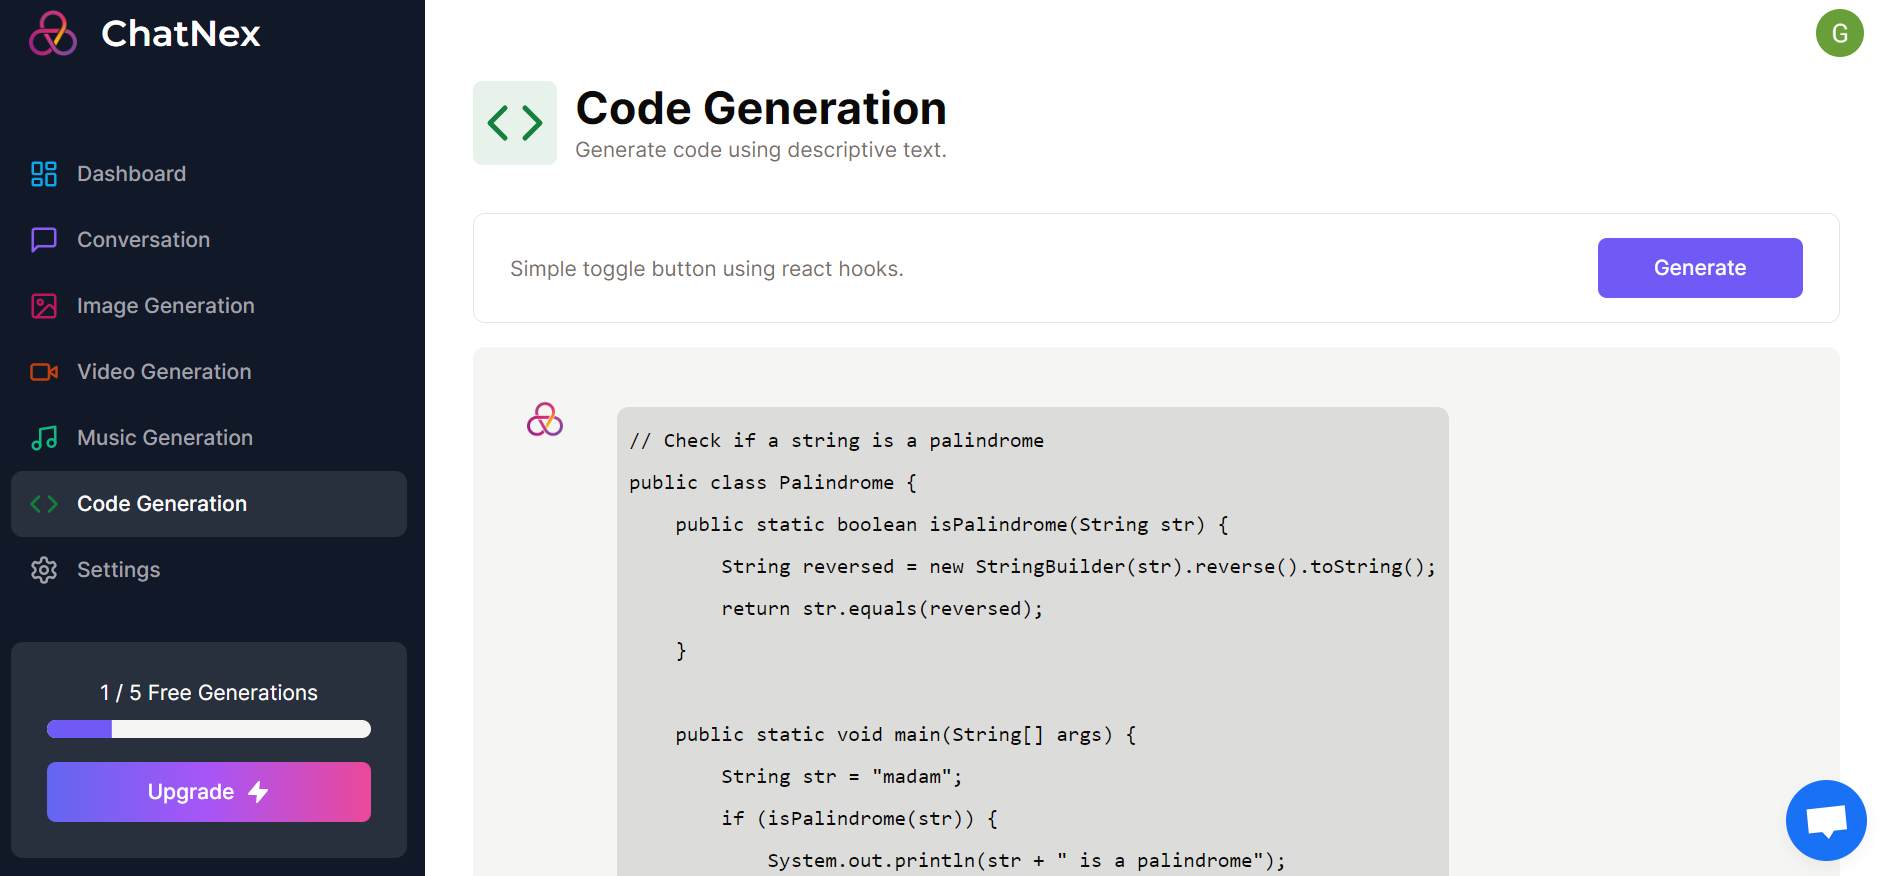 ChatNex
Dashboard
Conversation
Image Generation
Video Generation
Music Generation
Code Generation
Settings
1 / 5 Free Generations
Upgrade
G
Code Generation
Generate code using descriptive text.
Simple toggle button using react hooks.
Generate
// Check if a string is a palindrome
public class Palindrome {
    public static boolean isPalindrome(String str) {
        String reversed = new StringBuilder(str).reverse().toString();
        return str.equals(reversed);
    }
    public static void main(String[] args) {
        String str = "madam";
        if (isPalindrome(str)) {
            System.out.println(str + " is a palindrome");